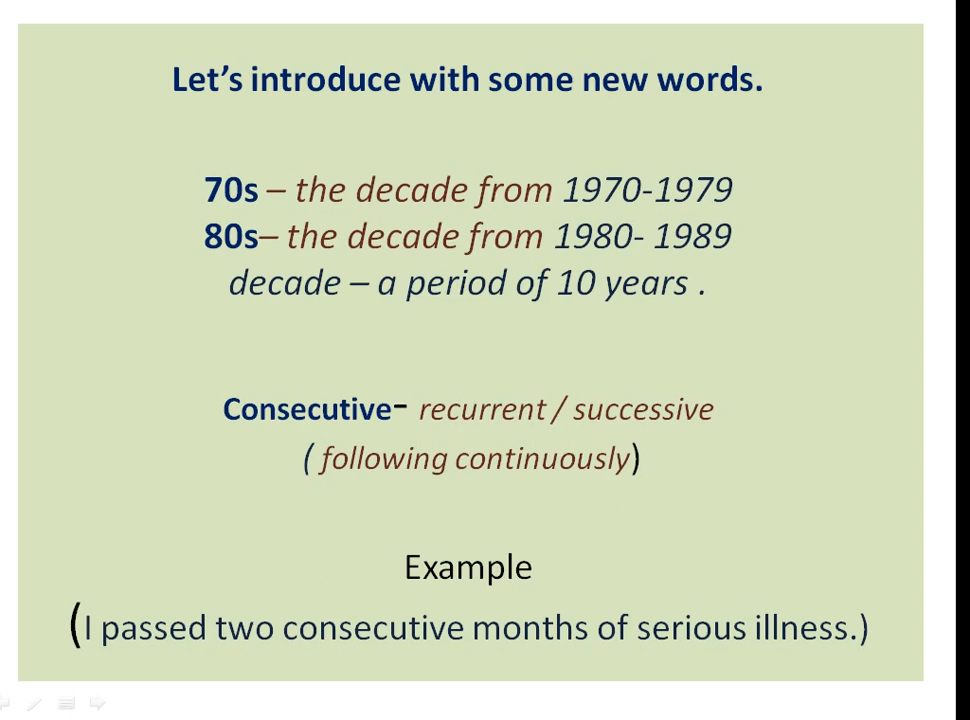 Let's introduce with some new words.
70s – the decade from 1970-1979
80s– the decade from 1980- 1989
decade – a period of 10 years .
Consecutive- recurrent / successive
( following continuously)
Example
(I passed two consecutive months of serious illness.)